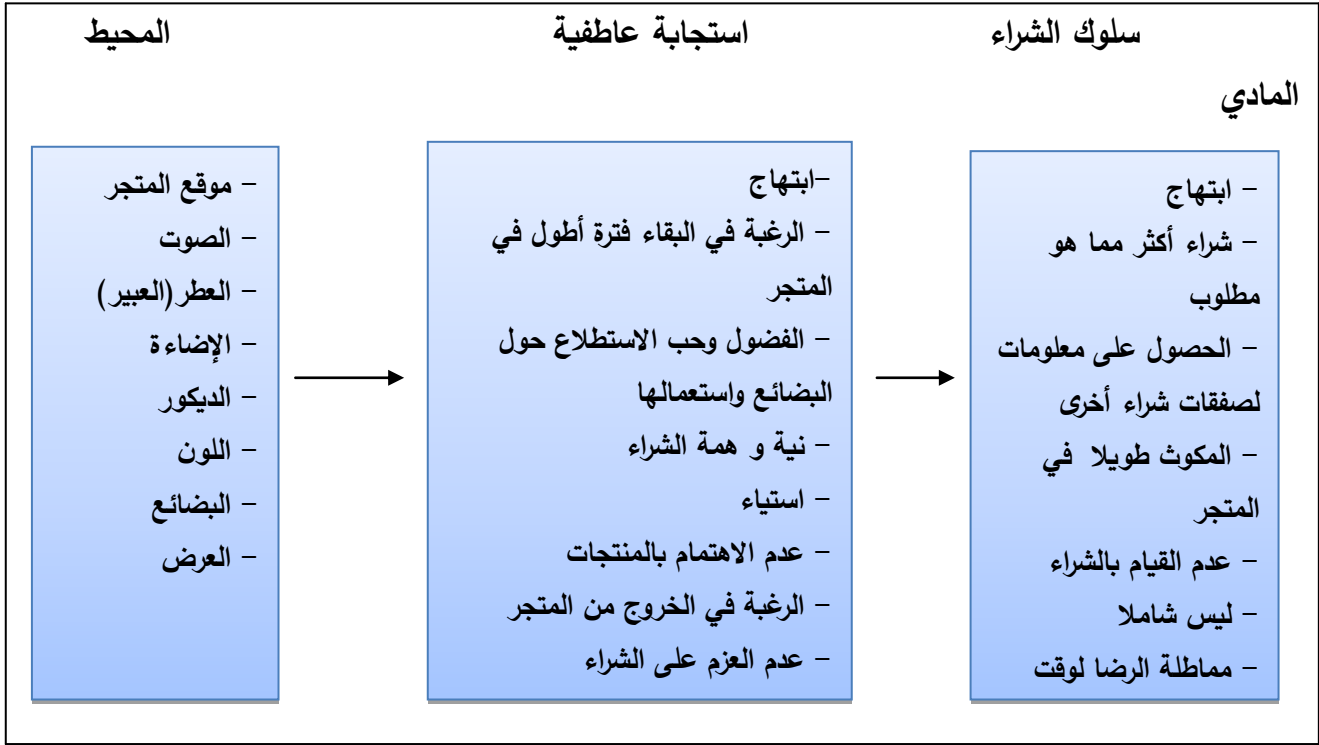 المحيط استجابة عاطفية سلوك الشراء
المادي
- موقع المتجر
- الصوت
- العطر(العبير)
- الإضاءة
- الديكور
- اللون
- البضائع
- العرض
-ابتهاج
- الرغبة في البقاء فترة أطول في
المتجر
- الفضول وحب الاستطلاع حول
البضائع واستعمالها
- نية و همة الشراء
- استياء
- عدم الاهتمام بالمنتجات
- الرغبة في الخروج من المتجر
- عدم العزم على الشراء
- ابتهاج
- شراء أكثر مما هو
مطلوب
- الحصول على معلومات
لصفقات شراء أخرى
- المكوث طويلا في
المتجر
- عدم القيام بالشراء
- ليس شاملا
- مماطلة الرضا لوقت